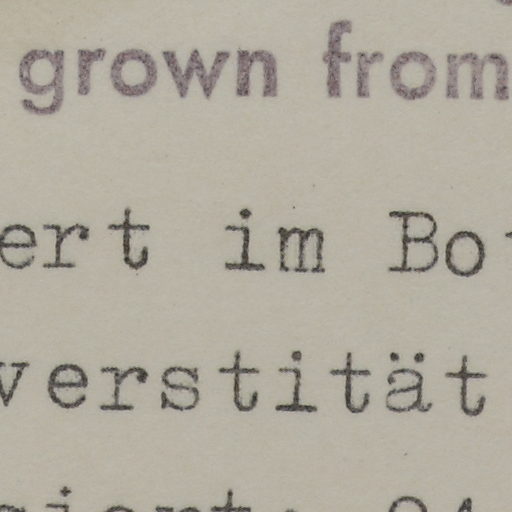 grown from
ert im Bo
verstität